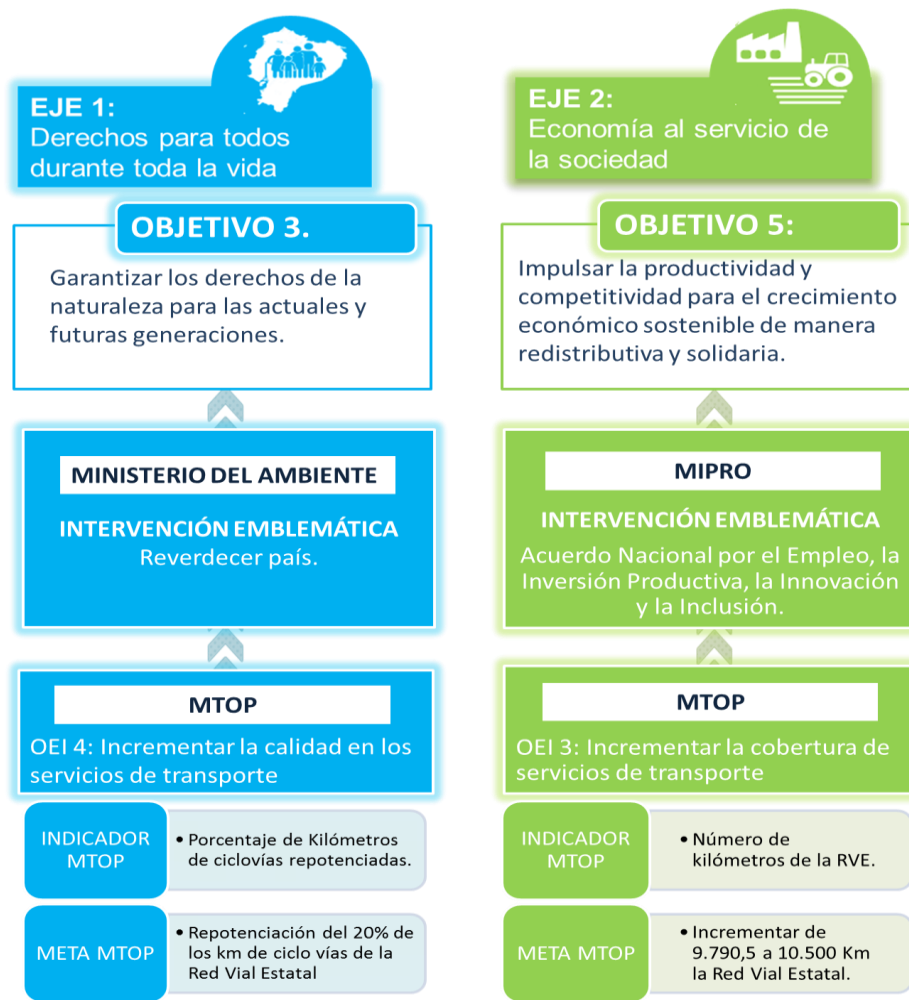 EJE 1:
Derechos para todos
durante toda la vida
OBJETIVO 3.
Garantizar los derechos de la
naturaleza para las actuales y
futuras generaciones.
MINISTERIO DEL AMBIENTE
INTERVENCIÓN EMBLEMÁTICA
Reverdecer país.
MTOP
OEI 4: Incrementar la calidad en los
servicios de transporte
INDICADOR
MTOP
• Porcentaje de Kilómetros
de ciclovías repotenciadas.
META MTOP
• Repotenciación del 20% de
los km de ciclo vías de la
Red Vial Estatal
EJE 2:
Economía al servicio de
la sociedad
OBJETIVO 5:
Impulsar la productividad y
competitividad para el crecimiento
económico sostenible de manera
redistributiva y solidaria.
MIPRO
INTERVENCIÓN EMBLEMÁTICA
Acuerdo Nacional por el Empleo, la
Inversión Productiva, la Innovación
y la Inclusión.
MTOP
OEI 3: Incrementar la cobertura de
servicios de transporte
INDICADOR
MTOP
• Número de
kilómetros de la RVE.
META MTOP
• Incrementar de
9.790,5 a 10.500 Km
la Red Vial Estatal.